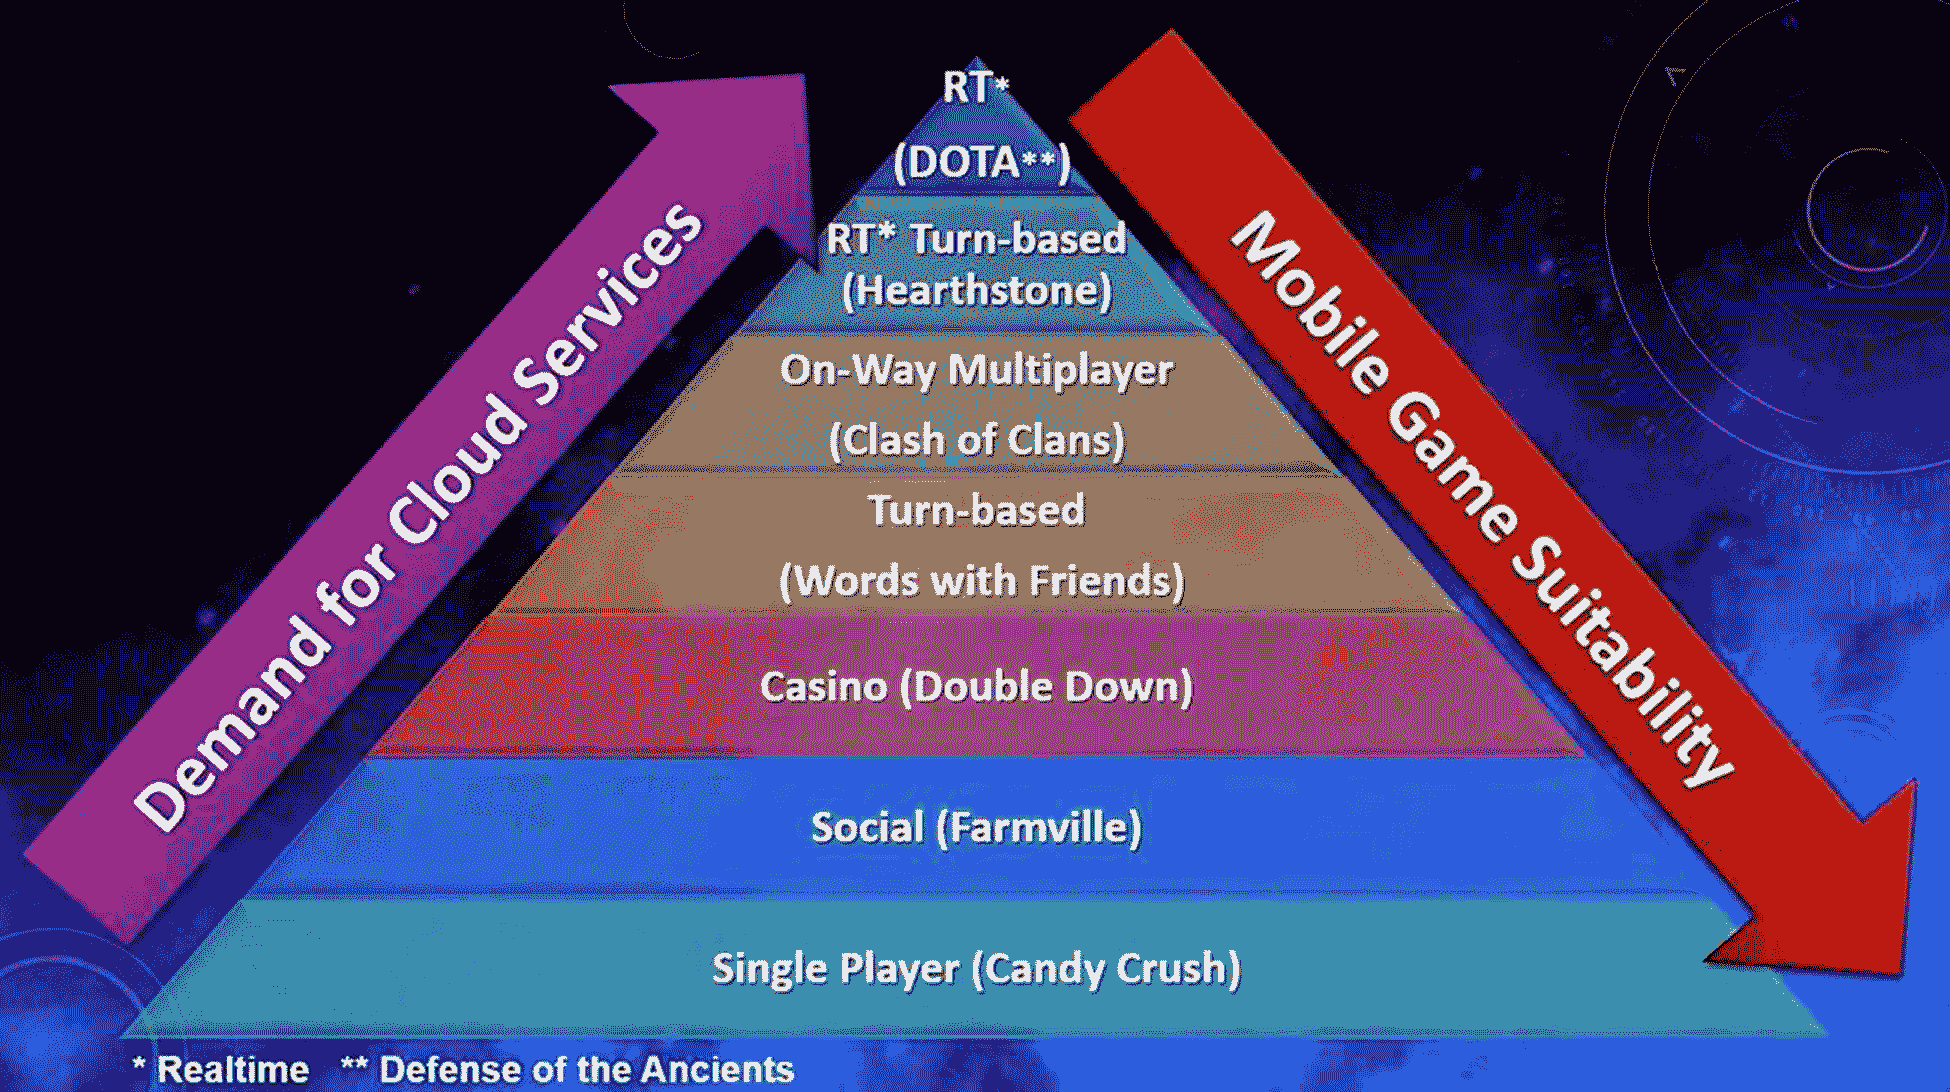 RT*
(DOTA**)
RT* Turn-based
(Hearthstone)
On-Way Multiplayer
(Clash of Clans)
Turn-based
(Words with Friends)
Casino (Double Down)
Social (Farmville)
Single Player (Candy Crush)
Demand for Cloud Services
Mobile Game Suitability
* Realtime ** Defense of the Ancients